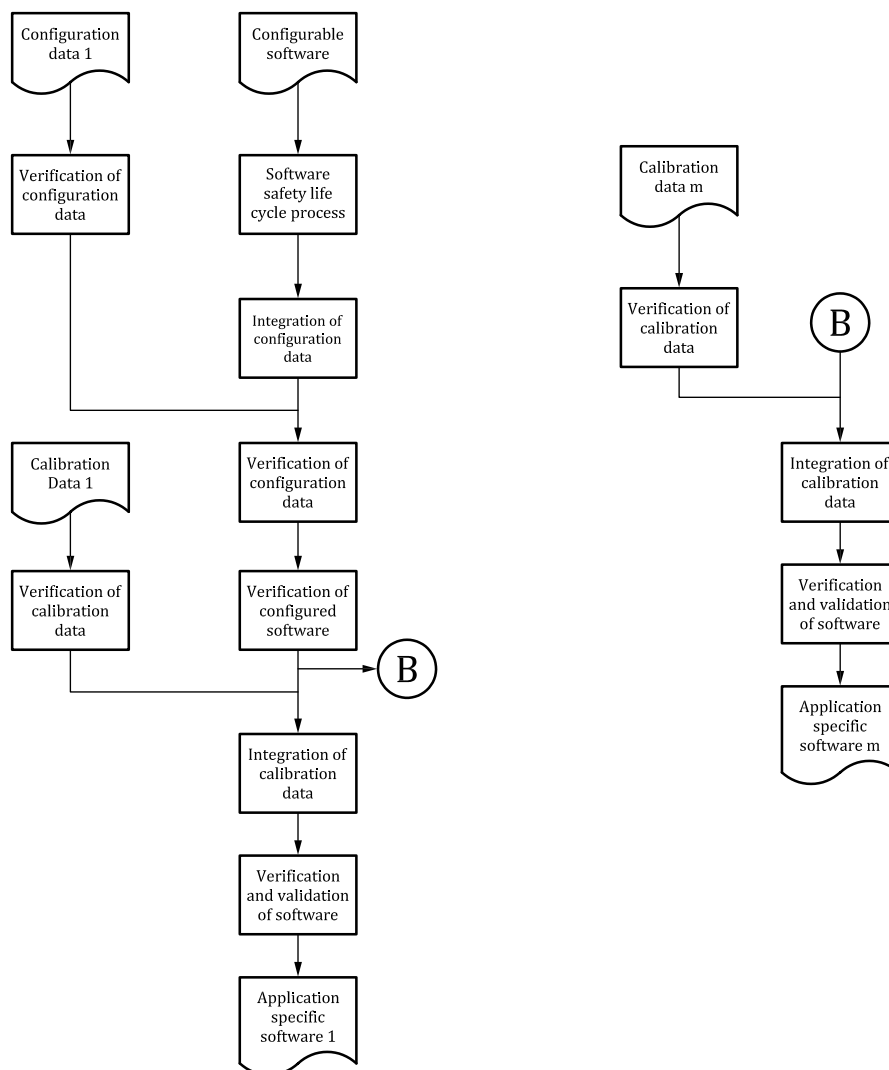 Configuration
data 1
Configurable
software
Verification of
configuration
data
Software
safety life
cycle process
Calibration
data m
Integration of
configuration
data
Verification of
calibration
data
B
Calibration
Data 1
Verification of
configuration
data
Integration of
calibration
data
Verification of
calibration
data
Verification of
configured
software
B
Verification
and validation
of software
Application
specific
software m
Integration of
calibration
data
Verification
and validation
of software
Application
specific
software 1